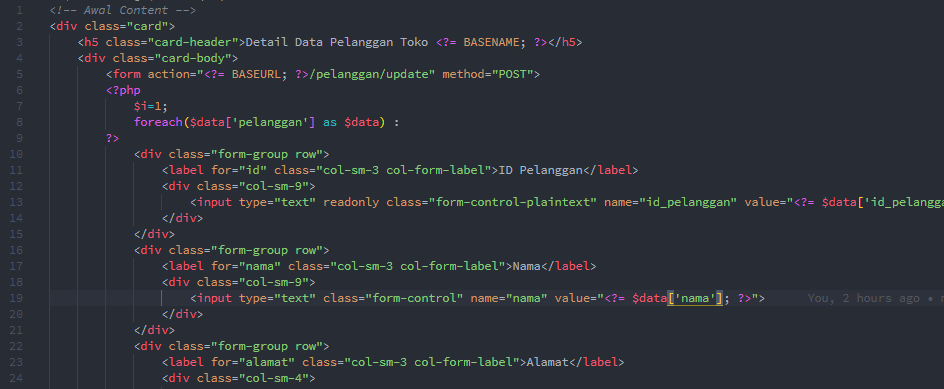 1 <!-- Awal Content -->
2 <div class="card">
3 <h5 class="card-header">Detail Data Pelanggan Toko <?= BASENAME; ?></h5>
4 <div class="card-body">
5 <form action="<?= BASEURL; ?>/pelanggan/update" method="POST">
6 <?php
7 $i=1;
8 foreach($data['pelanggan'] as $data) :
9 ?>
10 <div class="form-group row">
11 <label for="id" class="col-sm-3 col-form-label">ID Pelanggan</label>
12 <div class="col-sm-9">
13 <input type="text" readonly class="form-control-plaintext" name="id_pelanggan" value="<?= $data['id_pelangga
14 </div>
15 </div>
16 <div class="form-group row">
17 <label for="nama" class="col-sm-3 col-form-label">Nama</label>
18 <div class="col-sm-9">
19 <input type="text" class="form-control" name="nama" value="<?= $data['nama']; ?>"> You, 2 hours ago •
20 </div>
21 </div>
22 <div class="form-group row">
23 <label for="alamat" class="col-sm-3 col-form-label">Alamat</label>
24 <div class="col-sm-4">